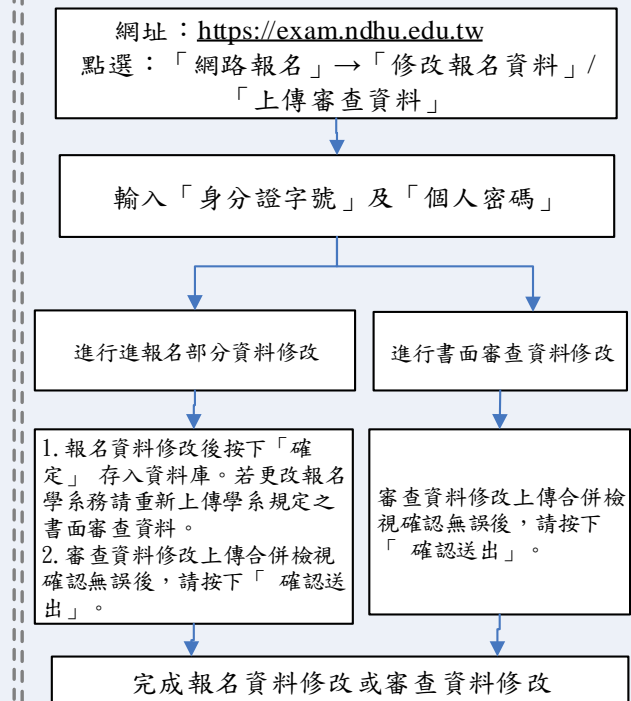 網址：https://exam.ndhu.edu.tw
點選：「網路報名」→「修改報名資料」/
「上傳審查資料」
輸入「身分證字號」及「個人密碼」
進行進報名部分資料修改
進行書面審查資料修改
1.報名資料修改後按下「確
定」 存入資料庫。若更改報名
學系務請重新上傳學系規定之
書面審查資料。
2.審查資料修改上傳合併檢視
確認無誤後，請按下「 確認送
出」。
審查資料修改上傳合併檢
視確認無誤後，請按下
「 確認送出」。
完成報名資料修改或審查資料修改